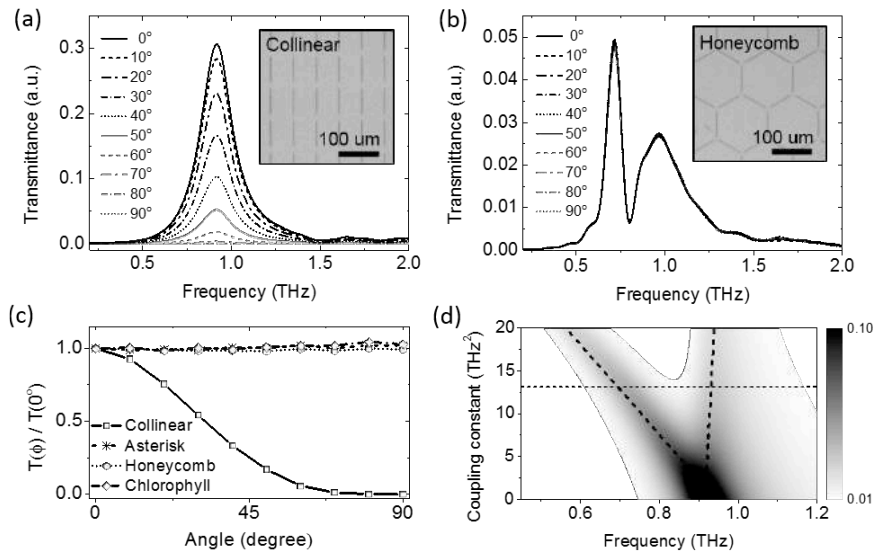 (a)
Transmittance (a.u.)
0.3
0.2
0.1
0.0
0°
10°
20°
30°
40°
50°
60°
70°
80°
90°
Collinear
100 um
0.5
1.0
1.5
2.0
Frequency (THz)
(b)
Transmittance (a.u.)
0.05
0.04
0.03
0.02
0.01
0.00
0°
10°
20°
30°
40°
50°
60°
70°
80°
90°
Honeycomb
100 um
0.5
1.0
1.5
2.0
Frequency (THz)
(c)
T(ϕ) / T(0°)
1.0
0.5
0.0
Collinear
Asterisk
Honeycomb
Chlorophyll
0
45
90
Angle (degree)
(d)
Coupling constant (THz²)
20
15
10
5
0
0.6
0.8
1.0
1.2
Frequency (THz)
0.10
0.01